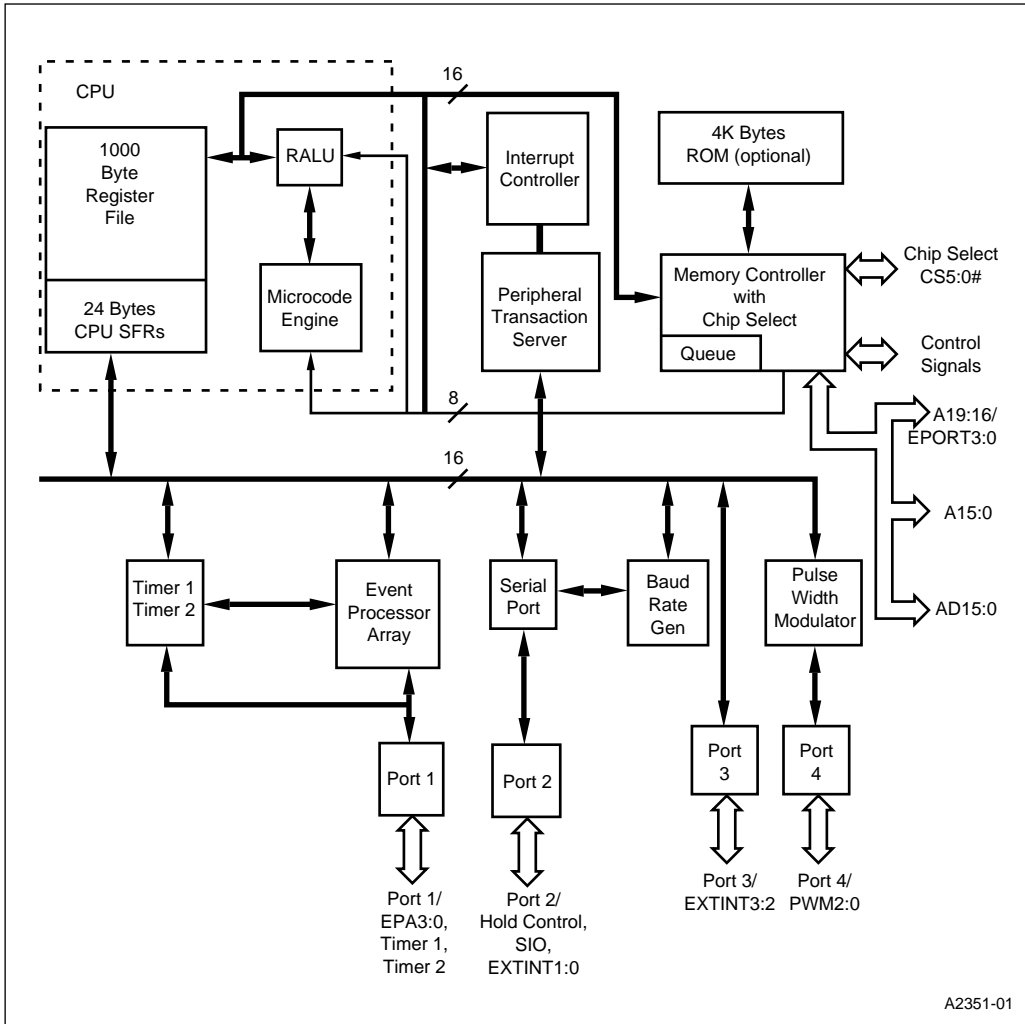 16
CPU
1000
Byte
Register
File
RALU
Interrupt
Controller
4K Bytes
ROM (optional)
24 Bytes
CPU SFRs
Microcode
Engine
Peripheral
Transaction
Server
Memory Controller
with
Chip Select
Queue
Chip Select
CS5:0#
Control
Signals
8
A19:16/
EPORT3:0
16
A15:0
Timer 1
Timer 2
Event
Processor
Array
Serial
Port
Baud
Rate
Gen
Pulse
Width
Modulator
AD15:0
Port 1
Port 2
Port
3
Port
4
Port 1/
EPA3:0,
Timer 1,
Timer 2
Port 2/
Hold Control,
SIO,
EXTINT1:0
Port 3/
EXTINT3:2
Port 4/
PWM2:0
A2351-01